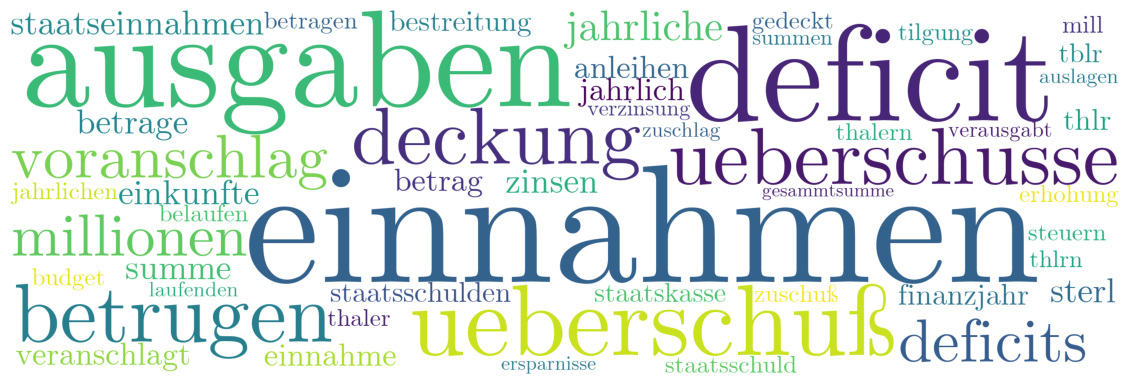 staatseinnahmen betragen bestreitung jahrliche gedeckt summen tilgung mill
ausgaben deficit tblr
anleihen auslagen
jahrlich
verzinsung
betrage deckung zuschlag thalern verausgabt thlr
voranschlag ueberschusse
betrag zinsen gesammtsumme
jahrlichen einkunfte erhohung
belaufen einnahmen
millionen steuern
summe thlrn
budget laufenden
betrugen staatsschulden ueberschuß staatskasse zuschuß finanzjahr sterl
thaler
veranschlagt einnahme deficits
ersparnisse staatsschuld